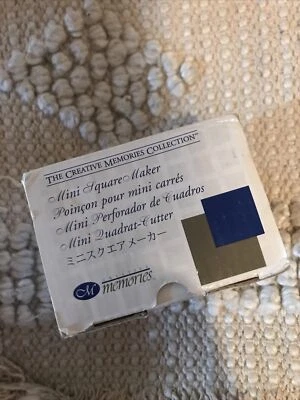 THE CREATIVE MEMORIES COLLECTION™
Mini Square Maker
Poinçon pour mini carrés
Mini Perforador de Cuadros
Mini Quadrat-Cutter
ミニスクエアメーカー
M
memories